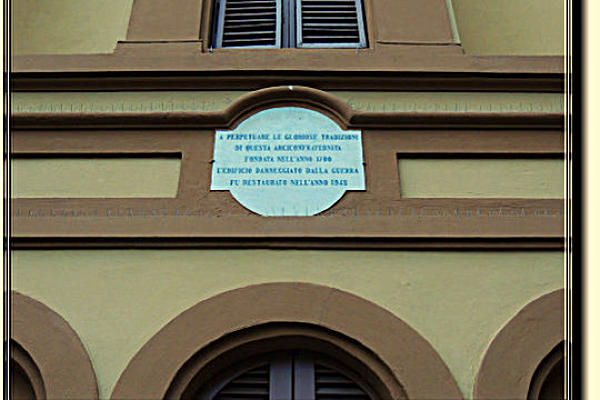 A PERPETUARE LE GLORIOSE TRADIZIONI
DI QUESTA ARCICONFRATERNITA
FONDATA NELL'ANNO 1700
L'EDIFICIO DANNEGGIATO DALLA GUERRA
FU RESTAURATO NELL'ANNO 1948